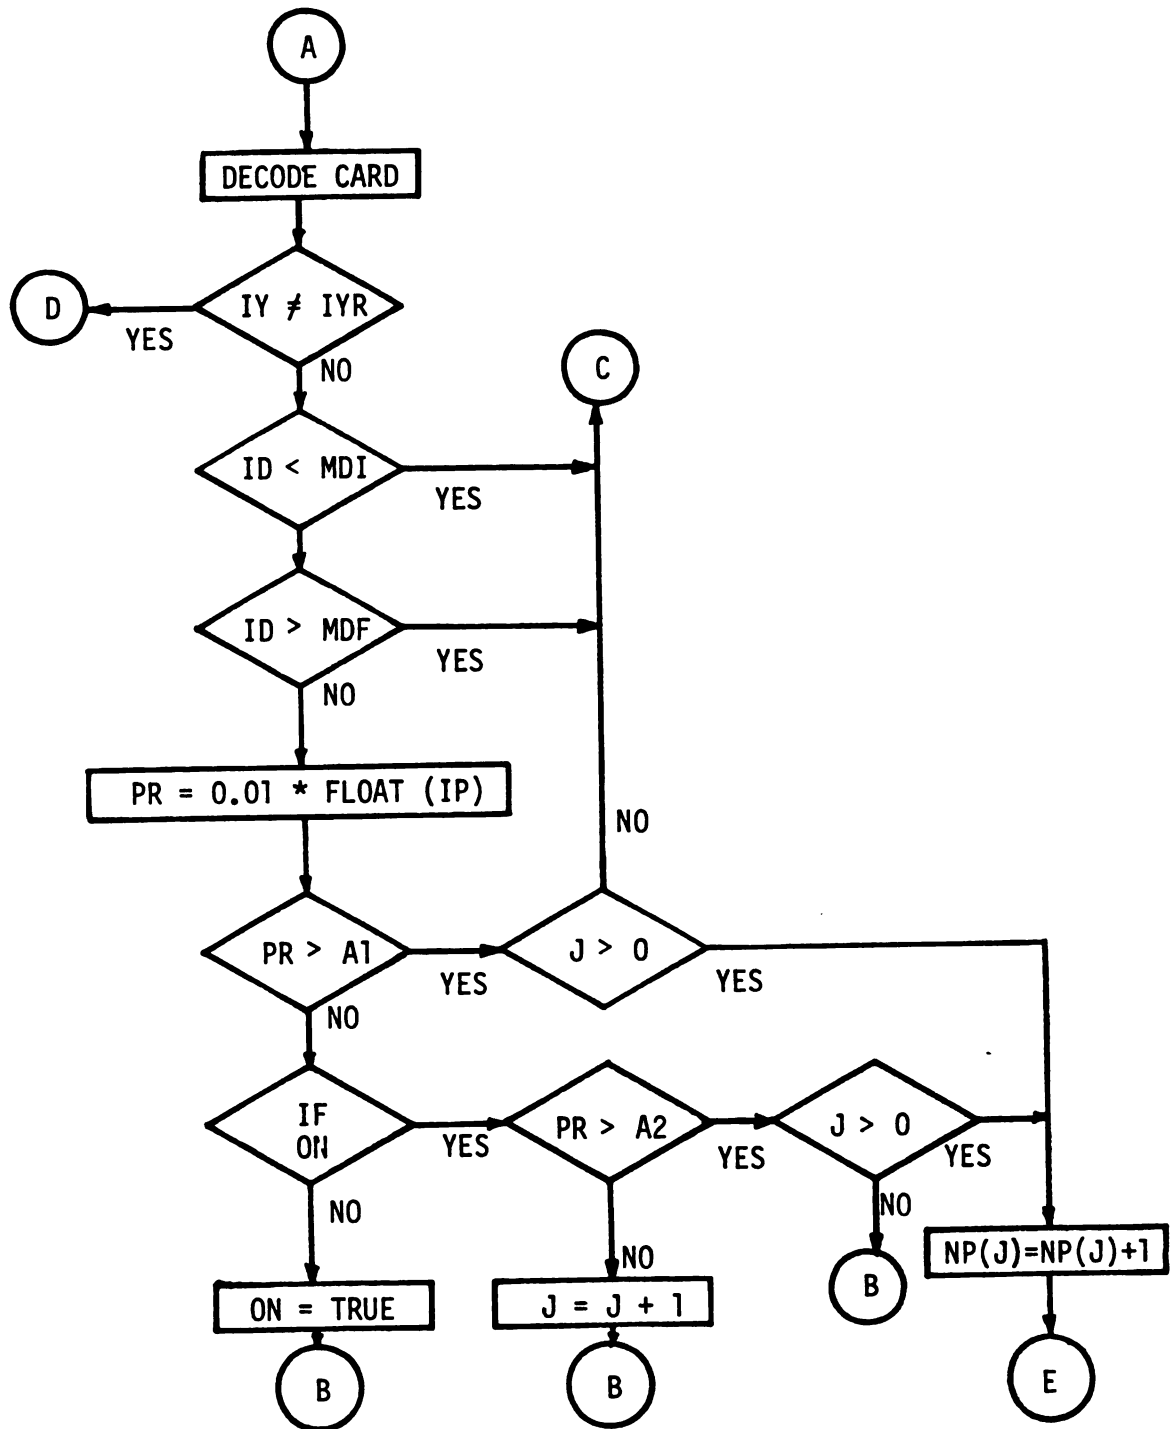 A
DECODE CARD
IY ≠ IYR
D
YES
NO
C
ID < MDI
YES
ID > MDF
YES
NO
PR = 0.01 * FLOAT (IP)
NO
PR > A1
YES
J > 0
YES
NO
IF
ON
YES
PR > A2
YES
J > 0
YES
NO
NO
NO
NP(J)=NP(J)+1
B
ON = TRUE
J = J + 1
B
B
E